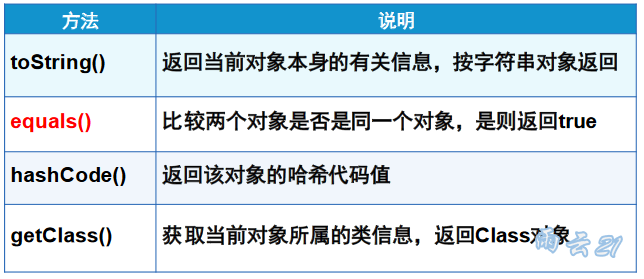 方法 说明
toString() 返回当前对象本身的有关信息，按字符串对象返回
equals() 比较两个对象是否是同一个对象，是则返回true
hashCode() 返回该对象的哈希代码值
getClass() 获取当前对象所属的类信息，返回Class对象
雨云21